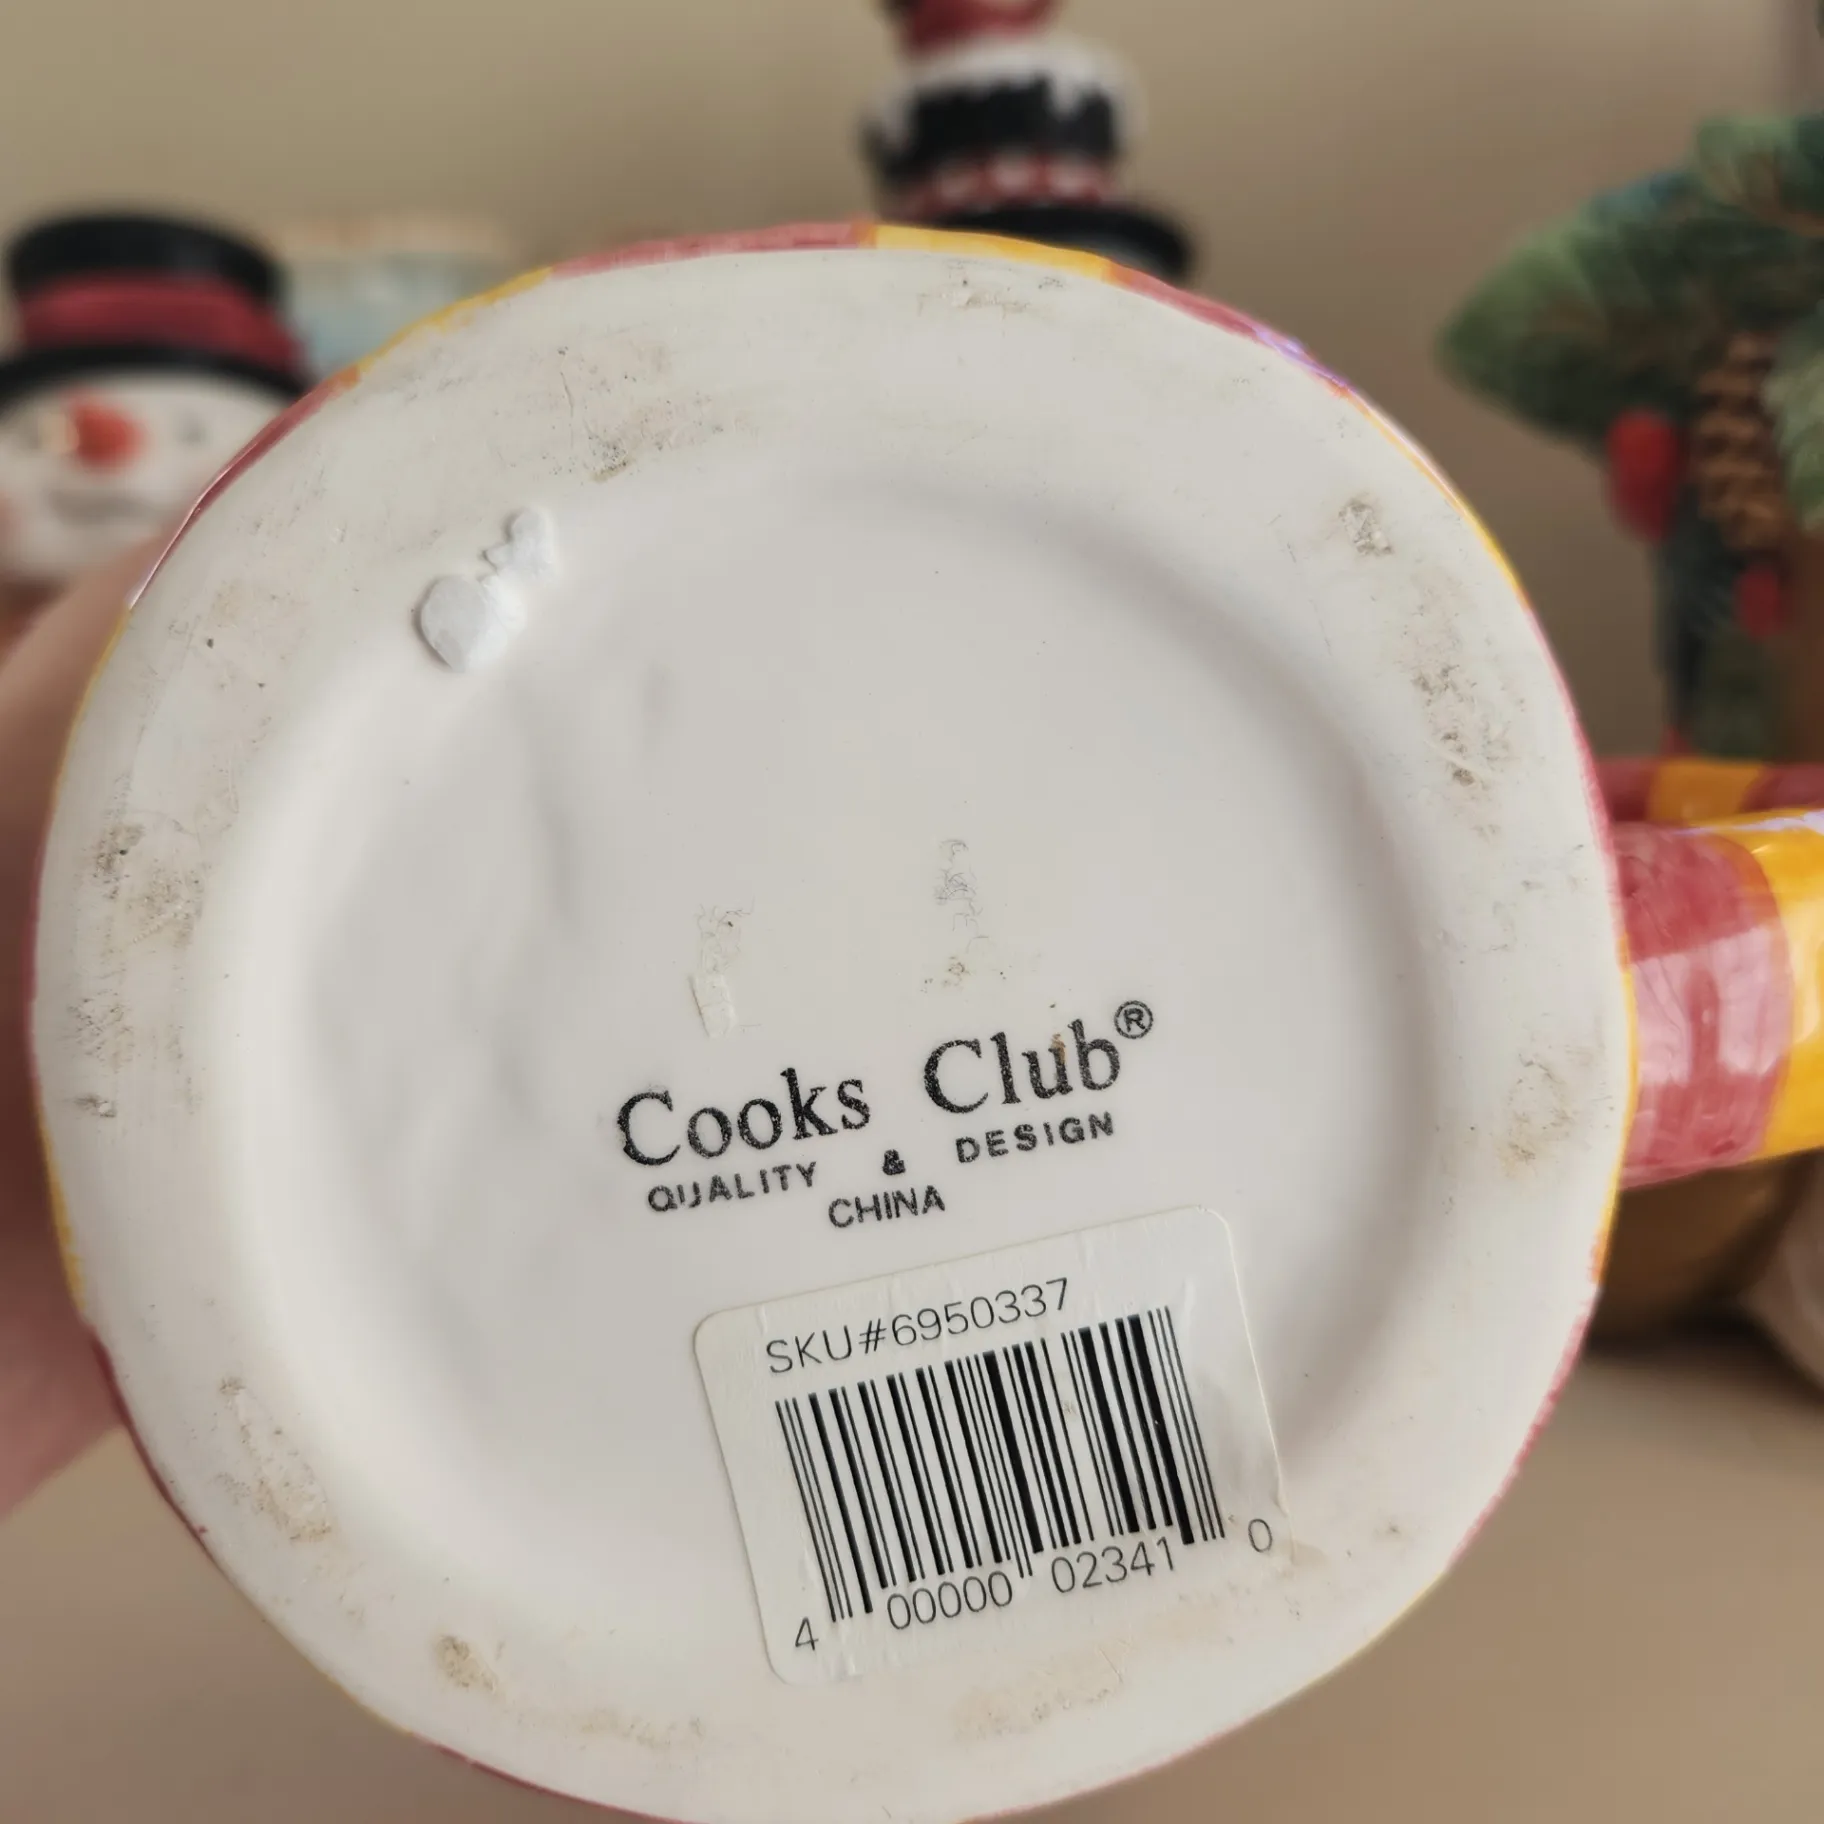 Cooks Club®
QUALITY & DESIGN
CHINA
SKU#6950337
4 00000 02341 0